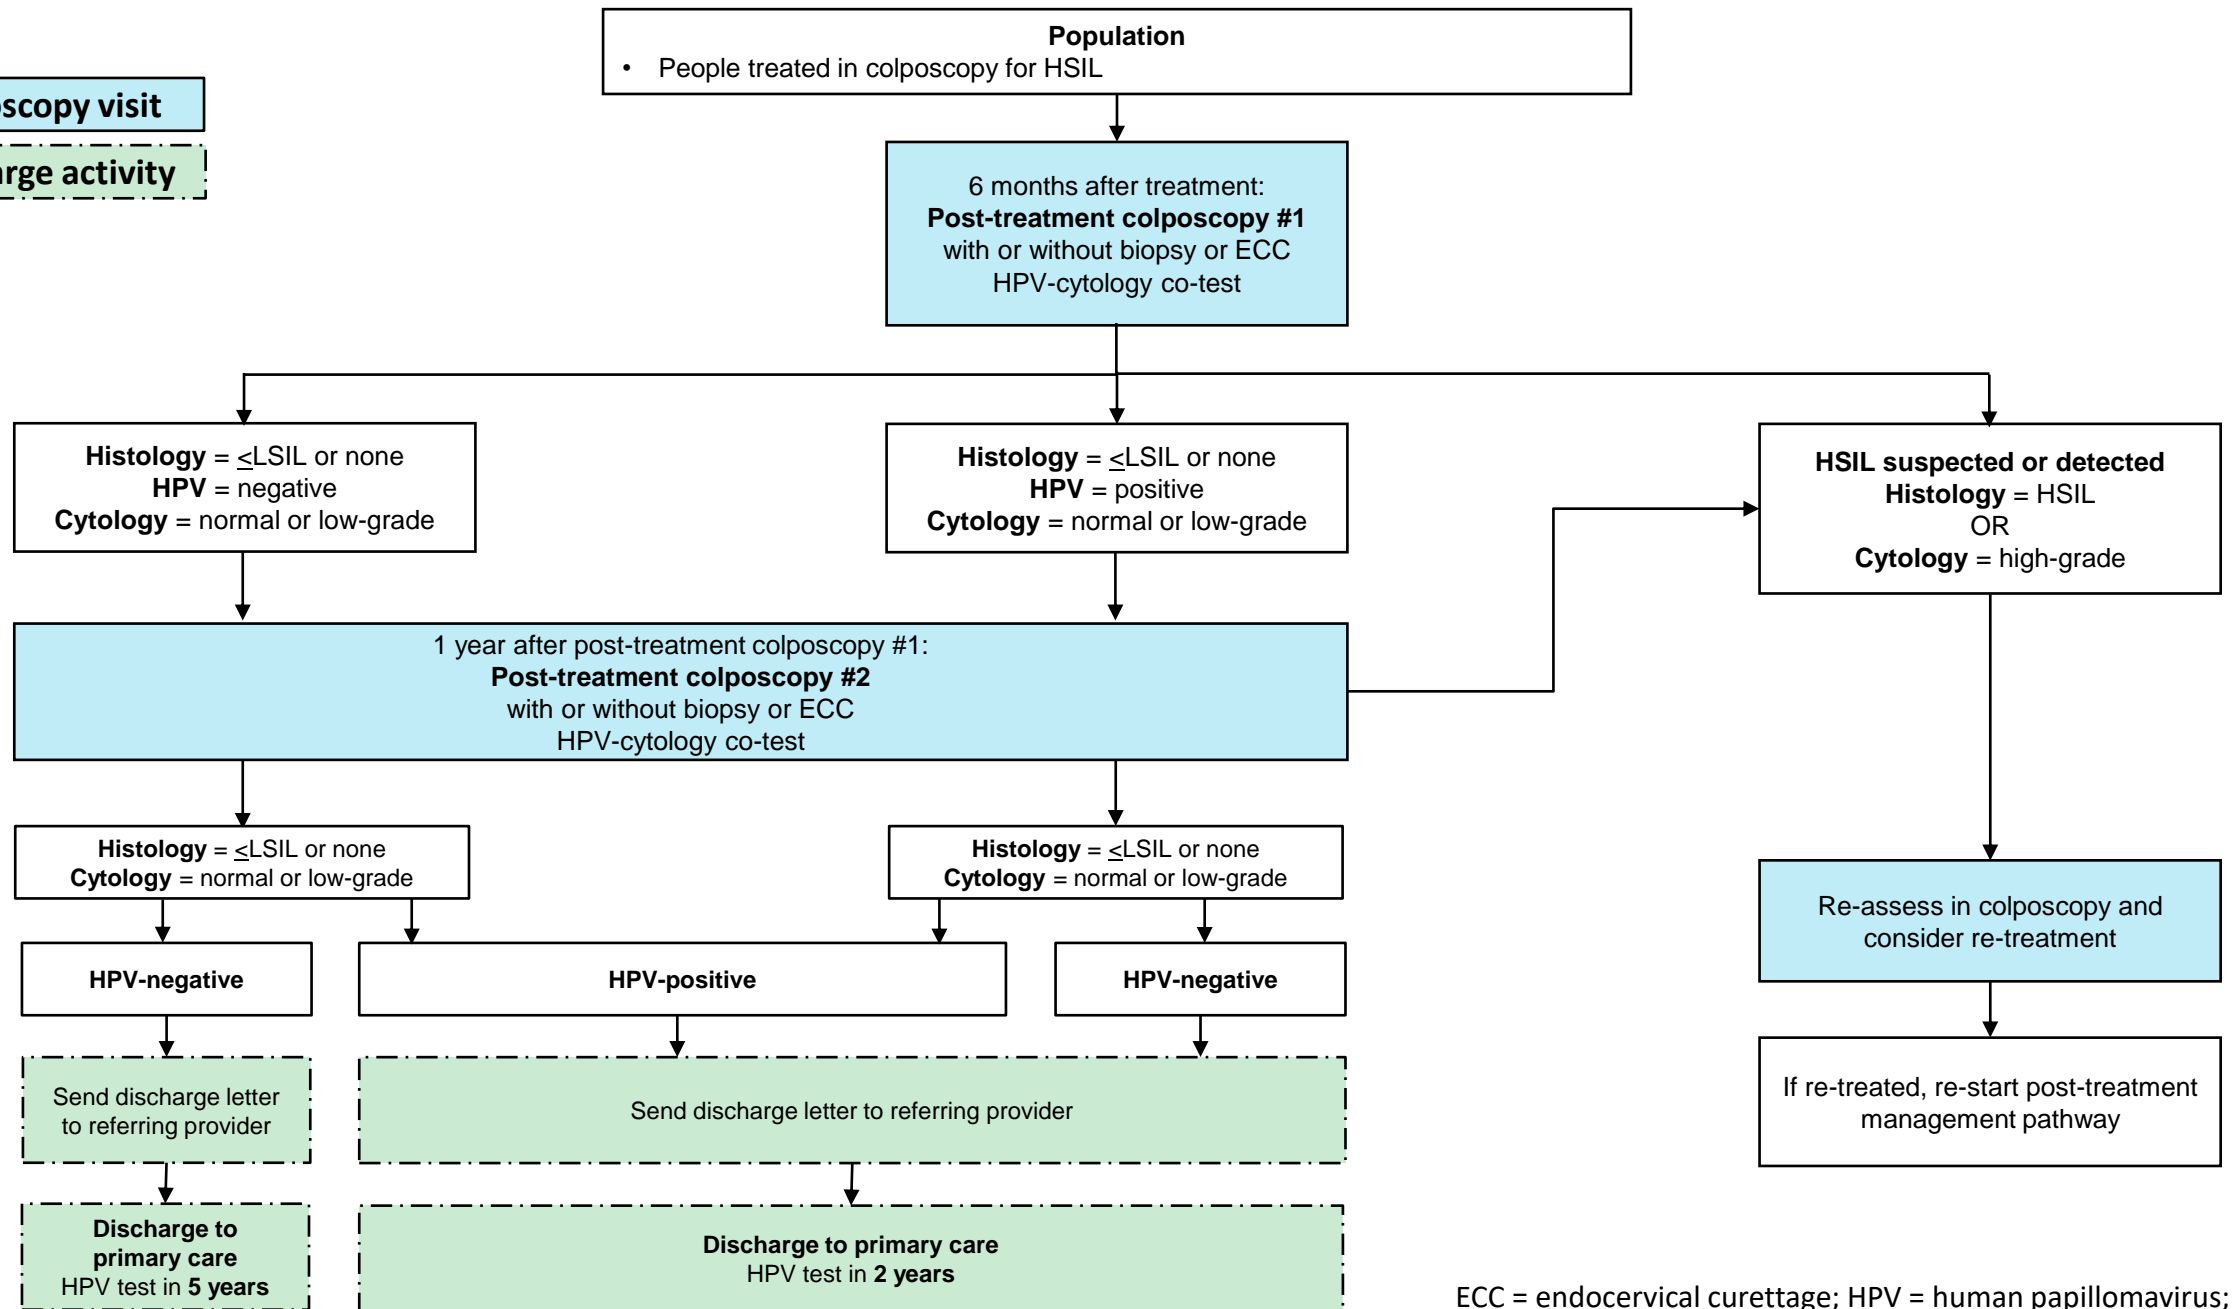 Population
• People treated in colposcopy for HSIL
visit
activity
6 months after treatment:
Post-treatment colposcopy #1
with or without biopsy or ECC
HPV-cytology co-test
Histology = <LSIL or none
HPV = negative
Cytology = normal or low-grade
Histology = <LSIL or none
HPV = positive
Cytology = normal or low-grade
HSIL suspected or detected
Histology = HSIL
OR
Cytology = high-grade
1 year after post-treatment colposcopy #1:
Post-treatment colposcopy #2
with or without biopsy or ECC
HPV-cytology co-test
Histology = <LSIL or none
Cytology = normal or low-grade
Histology = <LSIL or none
Cytology = normal or low-grade
Re-assess in colposcopy and
consider re-treatment
HPV-negative
HPV-positive
HPV-negative
If re-treated, re-start post-treatment
management pathway
Send discharge letter
to referring provider
Send discharge letter to referring provider
Discharge to
primary care
HPV test in 5 years
Discharge to primary care
HPV test in 2 years
ECC = endocervical curettage; HPV = human papillomavirus;